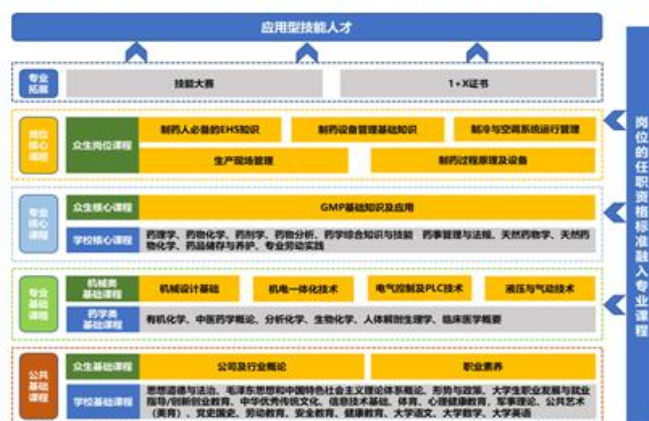 应用型技能人才
专业
拓展
技能大赛
1+X证书
岗位
核心
课程
众生岗位课程
制药人必备的EHS知识
制药设备管理基础知识
制冷与空调系统运行管理
生产现场管理
制药过程原理及设备
专业
核心
课程
众生核心课程
GMP基础知识及应用
学校核心课程
药理学、药物化学、药剂学、药物分析、药学综合知识与技能 药事管理与法规、天然药物学、天然药
物化学、药品储存与养护、专业劳动实践
专业
基础
课程
机械类
基础课程
机械设计基础
机电一体化技术
电气控制及PLC技术
液压与气动技术
药学类
基础课程
有机化学、中医药学概论、分析化学、生物化学、人体解剖生理学、临床医学概要
公共
基础
课程
众生基础课程
公司及行业概论
职业素养
学校基础课程
思想道德与法治、毛泽东思想和中国特色社会主义理论体系概论、形势与政策、大学生职业发展与就业
指导/创新创业教育、中华优秀传统文化、信息技术基础、体育、心理健康教育，军事理论、公共艺术
（美育）、党史国史、劳动教育、安全教育、健康教育、大学语文、大学数学、大学英语
岗位的任职资格标准融入专业课程